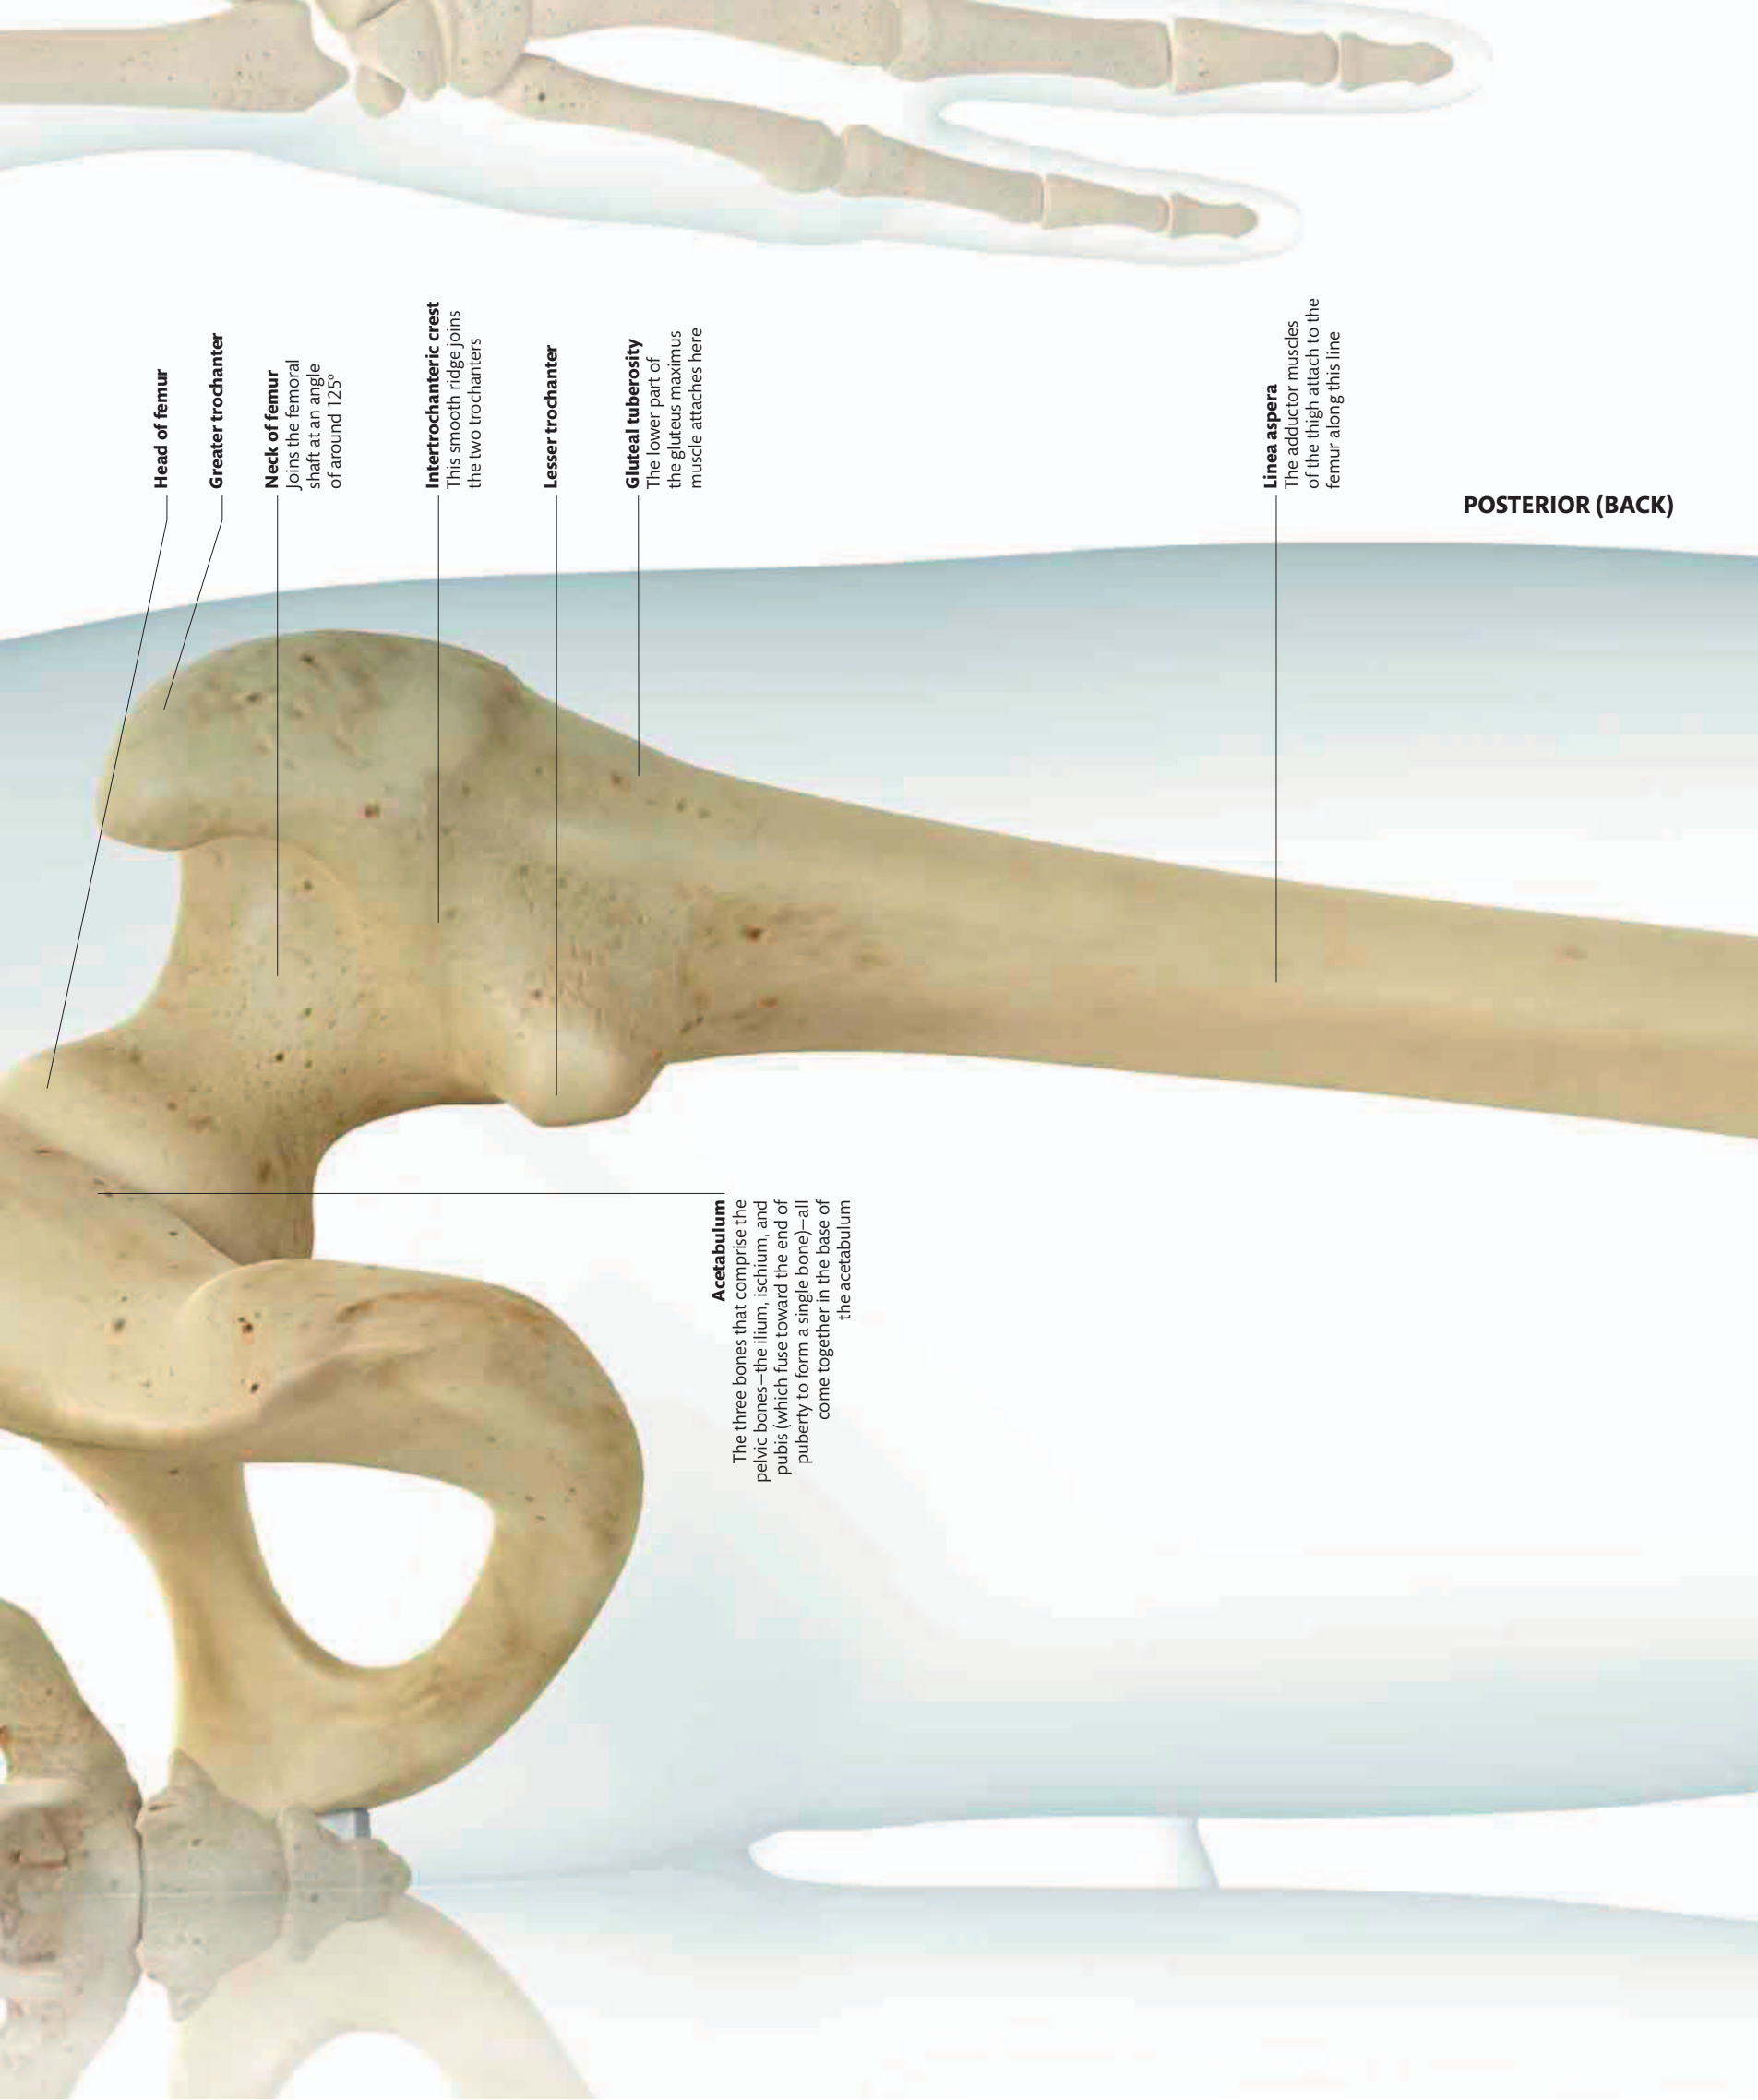 Head of femur
Greater trochanter
Neck of femur
Joins the femoral
shaft at an angle
of around 125º
Intertrochanteric crest
This smooth ridge joins
the two trochanters
Lesser trochanter
Gluteal tuberosity
The lower part of
the gluteus maximus
muscle attaches here
Linea aspera
The adductor muscles
of the thigh attach to the
femur along this line
POSTERIOR (BACK)
Acetabulum
The three bones that comprise the
pelvic bones—the ilium, ischium, and
pubis (which fuse toward the end of
puberty to form a single bone)—all
come together in the base of
the acetabulum